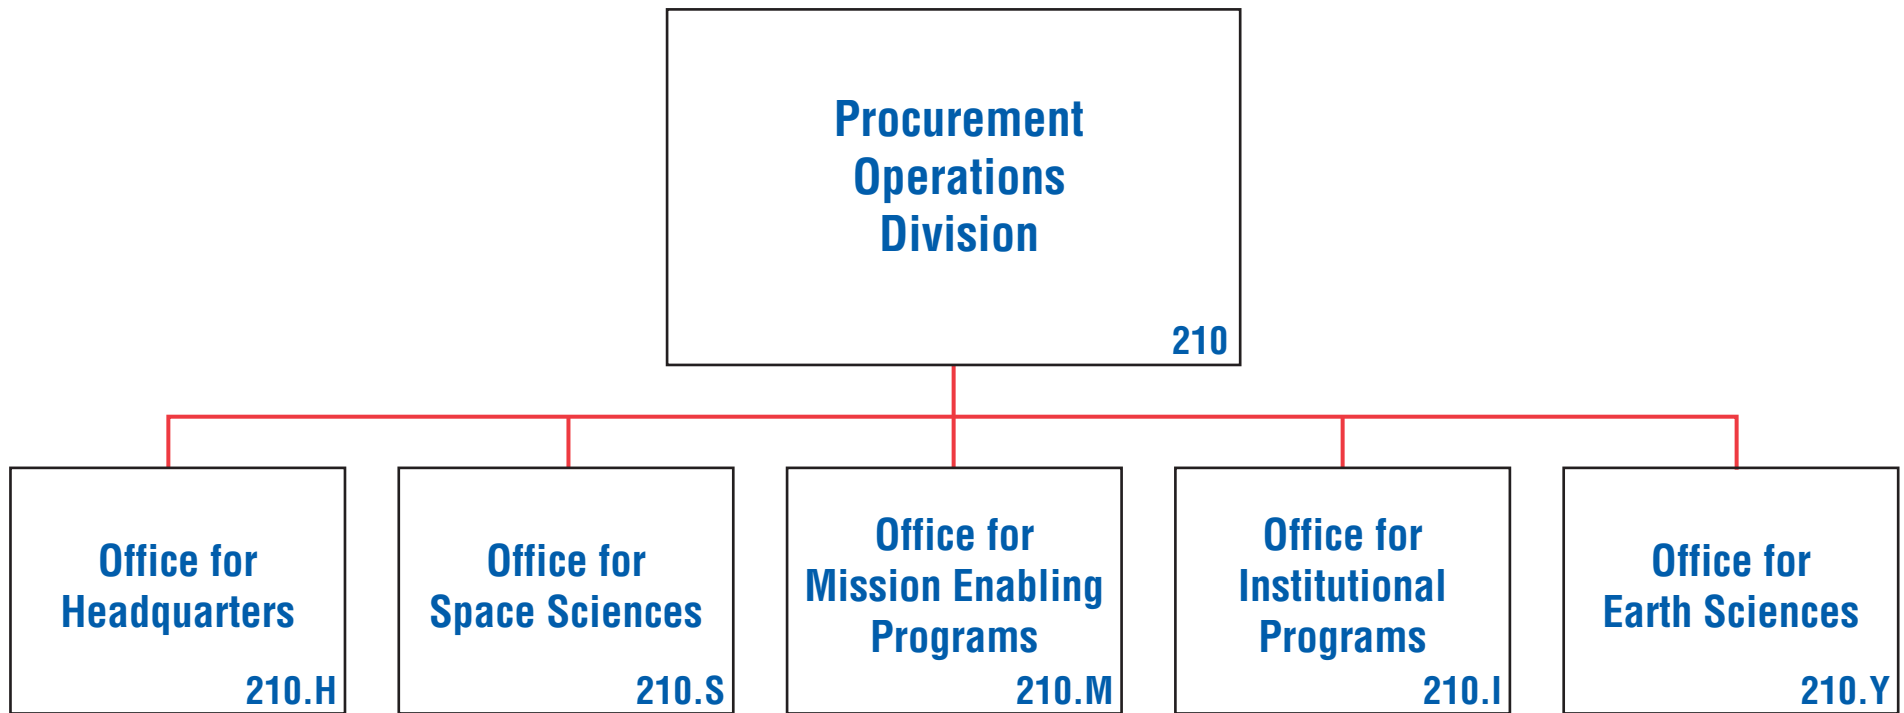 Procurement
Operations
Division
210
Office for
Headquarters
210.H
Office for
Space Sciences
210.S
Office for
Mission Enabling
Programs
210.M
Office for
Institutional
Programs
210.I
Office for
Earth Sciences
210.Y